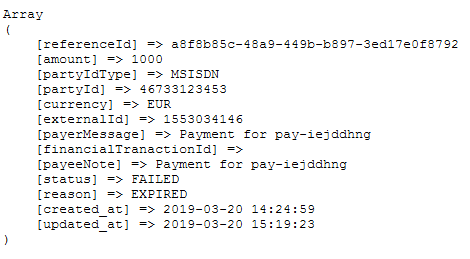 Array
(
[referenceId] => a8f8b85c-48a9-449b-b897-3ed17e0f8792
[amount] => 1000
[partyIdType] => MSISDN
[partyId] => 46733123453
[currency] => EUR
[externalId] => 1553034146
[payerMessage] => Payment for pay-iejddhng
[financialTranactionId] =>
[payeeNote] => Payment for pay-iejddhng
[status] => FAILED
[reason] => EXPIRED
[created_at] => 2019-03-20 14:24:59
[updated_at] => 2019-03-20 15:19:23
)